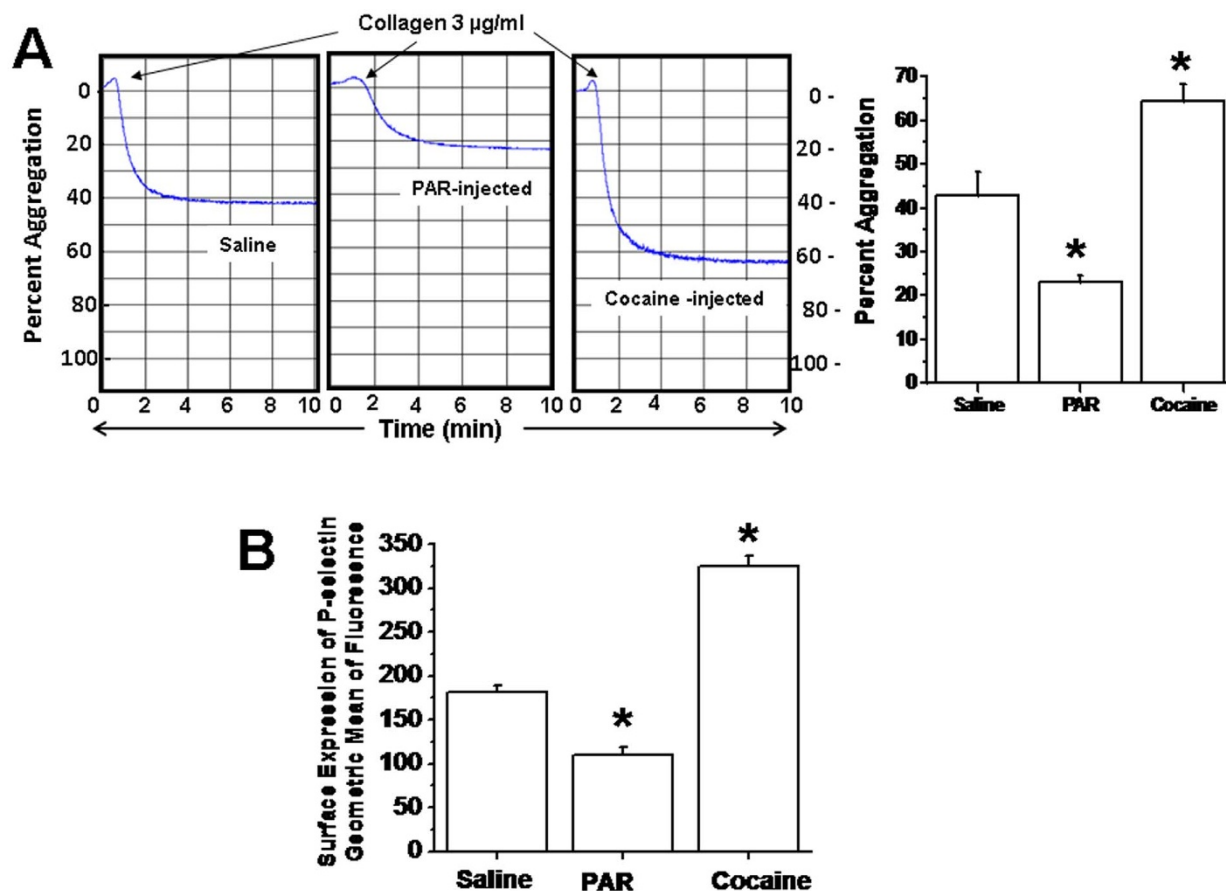 A
Collagen 3 µg/ml
Percent Aggregation
0
20
40
60
80
100
Saline
PAR-injected
Cocaine -injected
0 -
20 -
40 -
60 -
80 -
100 -
0 2 4 6 8 10
0 2 4 6 8 10
0 2 4 6 8 10
Time (min)
Percent Aggregation
70
60
50
40
30
20
10
0
*
*
Saline PAR Cocaine
B
Surface Expression of P-selectin
Geometric Mean of Fluoresence
350
300
250
200
150
100
50
0
*
*
Saline PAR Cocaine